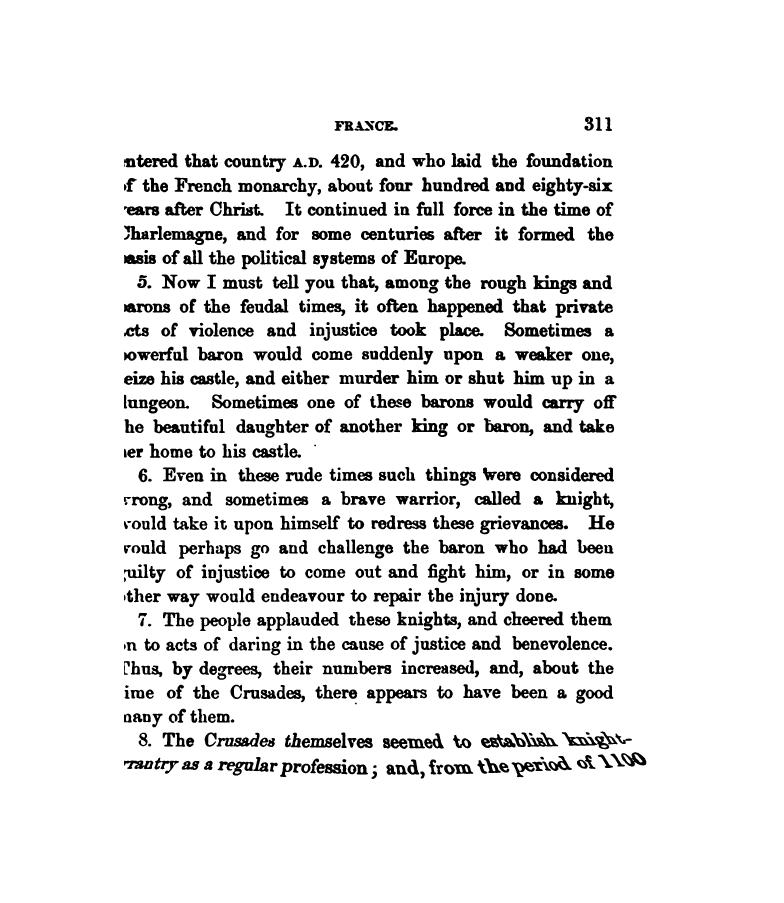 FRANCE. 311
ntered that country A.D. 420, and who laid the foundation
f the French monarchy, about four hundred and eighty-six
ears after Christ. It continued in full force in the time of
Charlemagne, and for some centuries after it formed the
asis of all the political systems of Europe.
5. Now I must tell you that, among the rough kings and
arons of the feudal times, it often happened that private
cts of violence and injustice took place. Sometimes a
owerful baron would come suddenly upon a weaker one,
eize his castle, and either murder him or shut him up in a
lungeon. Sometimes one of these barons would carry off
he beautiful daughter of another king or baron, and take
er home to his castle.
6. Even in these rude times such things were considered
rong, and sometimes a brave warrior, called a knight,
ould take it upon himself to redress these grievances. He
would perhaps go and challenge the baron who had been
uilty of injustice to come out and fight him, or in some
ther way would endeavour to repair the injury done.
7. The people applauded these knights, and cheered them
n to acts of daring in the cause of justice and benevolence.
Thus, by degrees, their numbers increased, and, about the
ime of the Crusades, there appears to have been a good
many of them.
8. The Crusades themselves seemed to establish knight-
rrantry as a regular profession; and, from the period of 1100